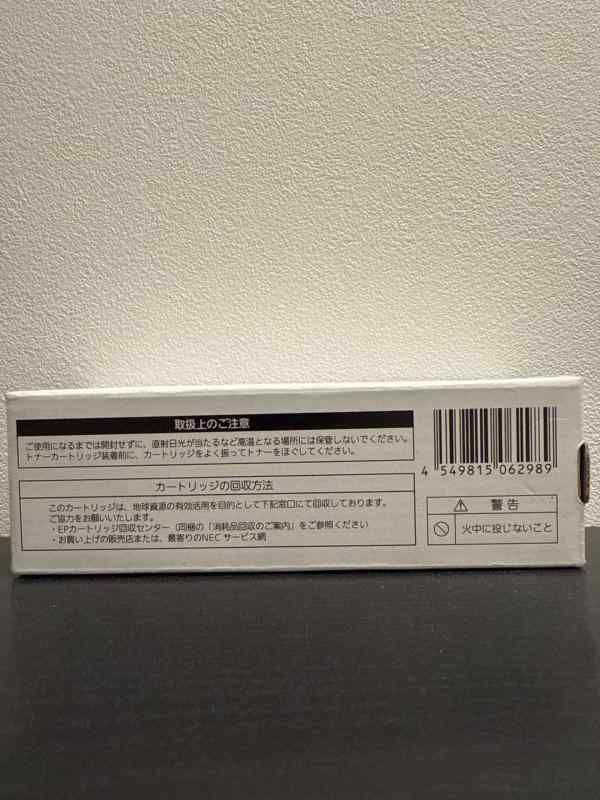 取扱上のご注意
ご使用になるまでは開封せずに、直射日光が当たるなど高温となる場所には保管しないでください。
トナーカートリッジ装着前に、カートリッジをよく振ってトナーをほぐしてください。
カートリッジの回収方法
このカートリッジは、地球資源の有効活用を目的として下記窓口にて回収しております。
ご協力をお願いいたします。
・EPカートリッジ回収センター（同梱の「消耗品回収のご案内」をご参照ください
・お買い上げの販売店または、最寄りのNEC サービス網
4 549815 062989
警告
火中に投じないこと